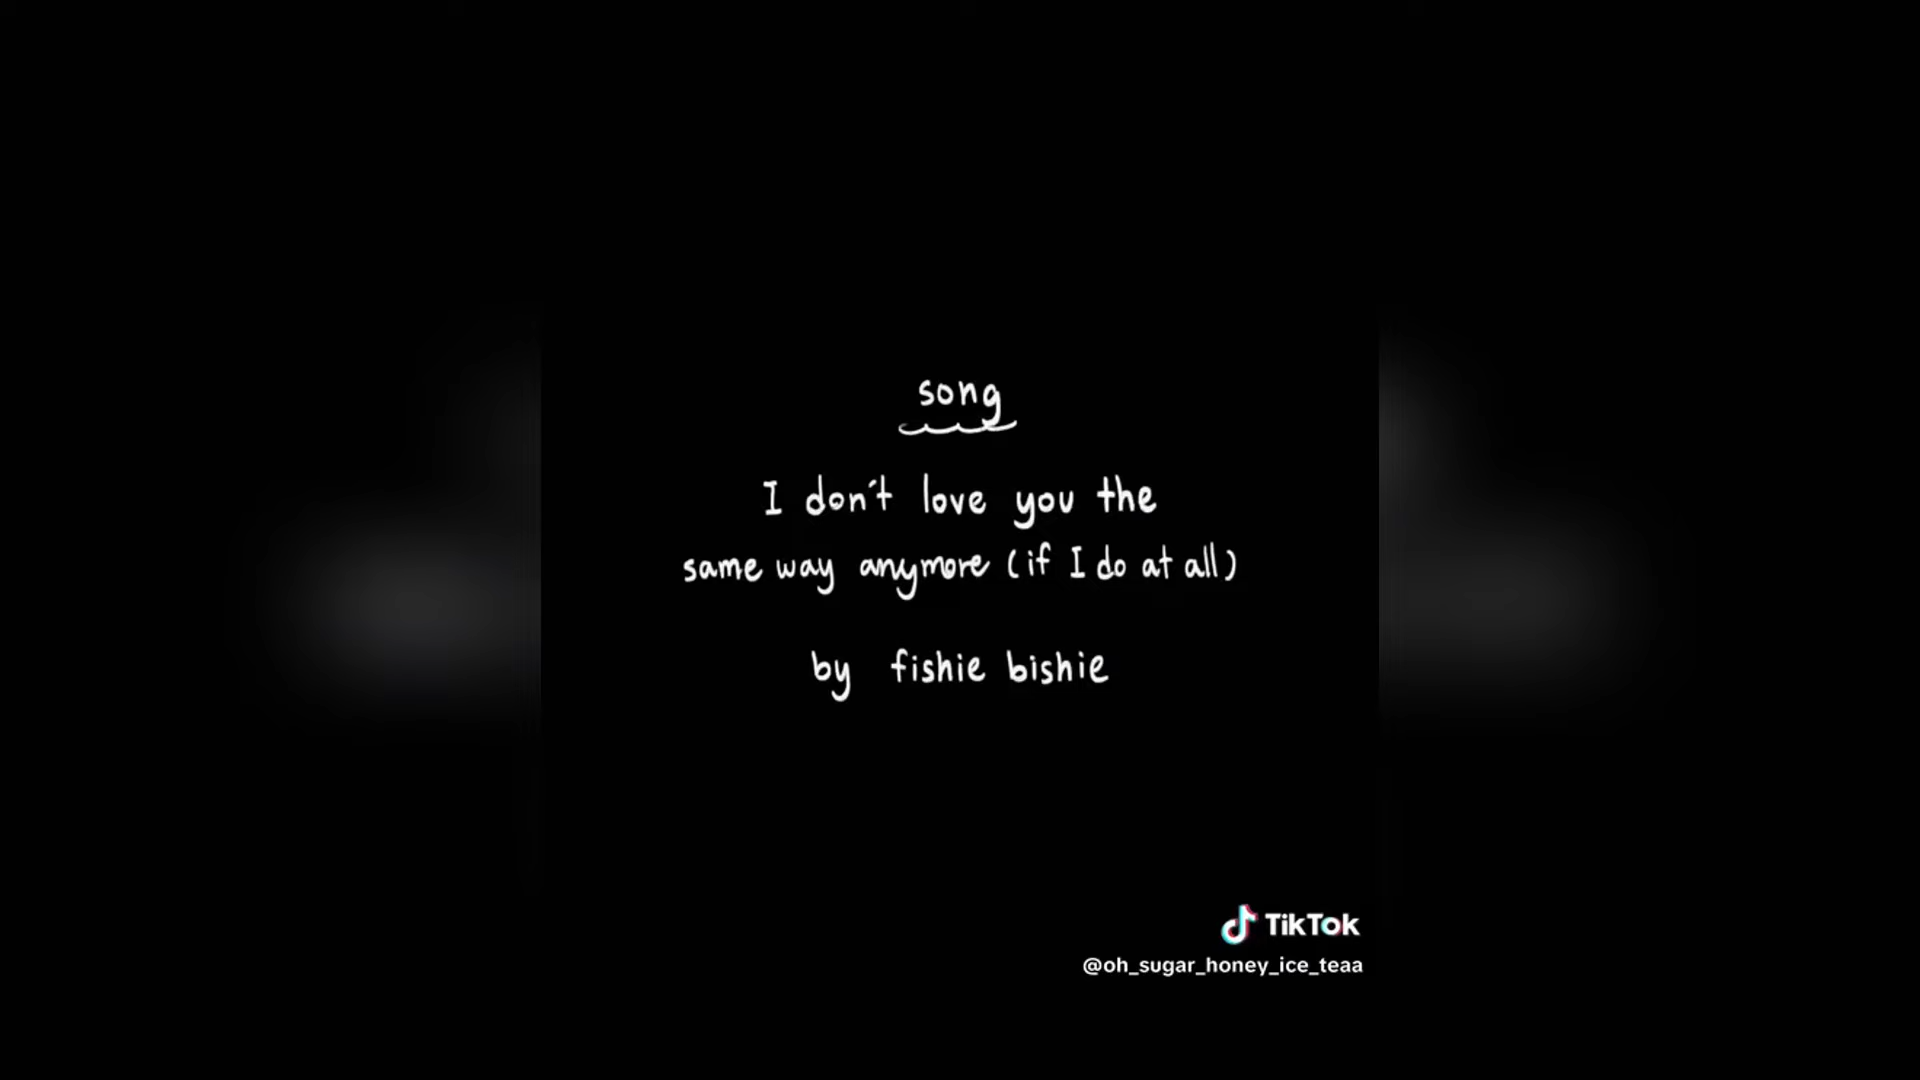 song
I don't love you the
same way anymore (if I do at all)
by fishie bishie
TikTok
@oh_sugar_honey_ice_teaa